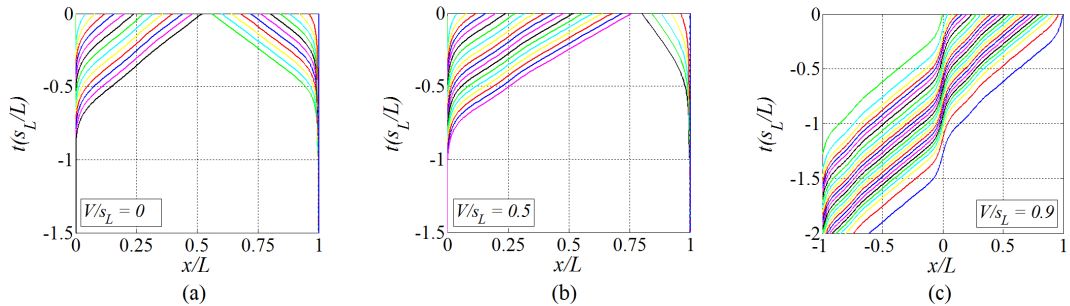 t(s_L/L)
0
-0.5
-1
-1.5
V/s_L = 0
0 0.25 0.5 0.75 1
x/L
(a)
t(s_L/L)
0
-0.5
-1
-1.5
V/s_L = 0.5
0 0.25 0.5 0.75 1
x/L
(b)
t(s_L/L)
0
-0.5
-1
-1.5
-2
V/s_L = 0.9
-1 -0.5 0 0.5 1
x/L
(c)